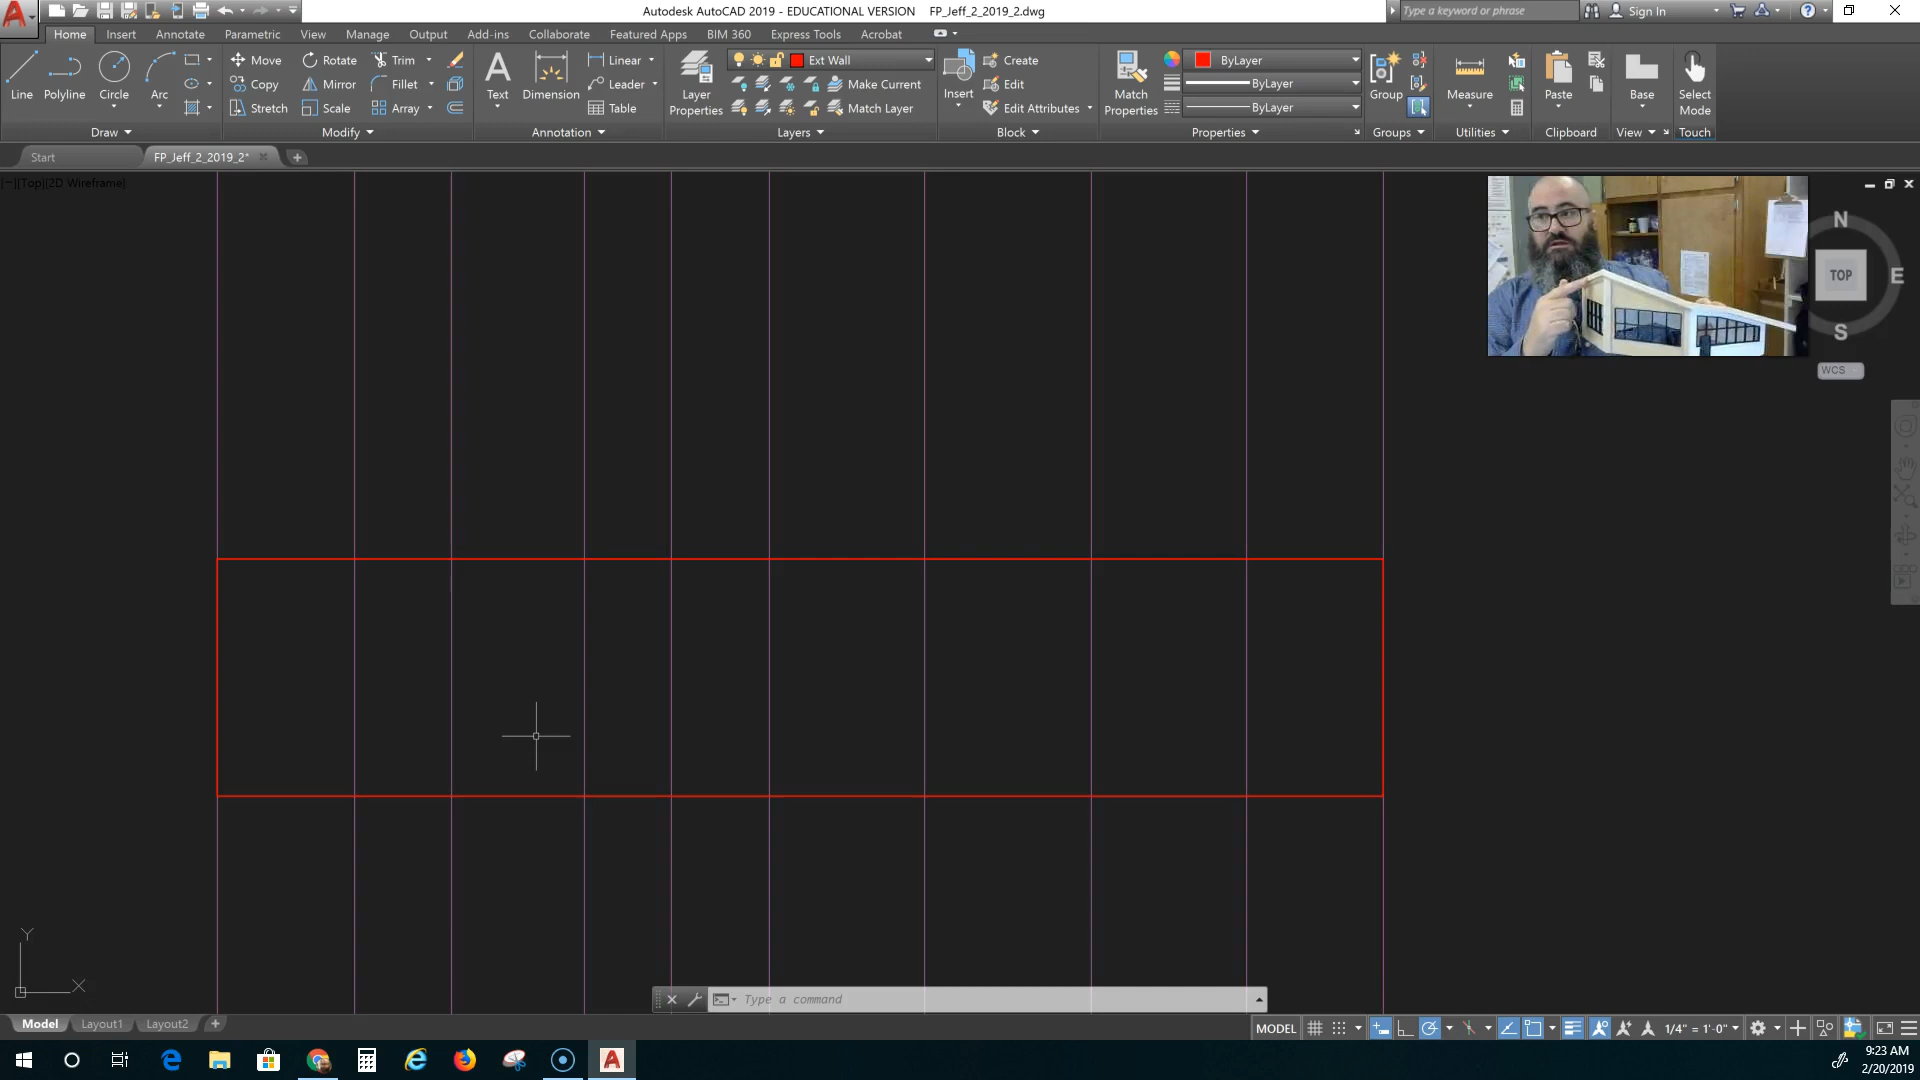 Autodesk AutoCAD 2019 - EDUCATIONAL VERSION FP_Jeff_2_2019_2.dwg
Type a keyword or phrase
Sign In
Home Insert Annotate Parametric View Manage Output Add-ins Collaborate Featured Apps BIM 360 Express Tools Acrobat
Line
Polyline
Circle
Arc
Draw
Move
Rotate
Trim
Copy
Mirror
Fillet
Stretch
Scale
Array
Modify
Text
Dimension
Linear
Leader
Table
Annotation
Layer
Properties
Ext Wall
Make Current
Match Layer
Layers
Insert
Create
Edit
Edit Attributes
Block
Match
Properties
ByLayer
ByLayer
ByLayer
Properties
Group
Groups
Measure
Utilities
Paste
Clipboard
Base
View
Select
Mode
Touch
Start
FP_Jeff_2_2019_2*
[−][Top][2D Wireframe]
N
TOP
E
S
WCS
Y
X
Type a command
Model Layout1 Layout2
MODEL
1/4" = 1'-0"
9:23 AM
2/20/2019